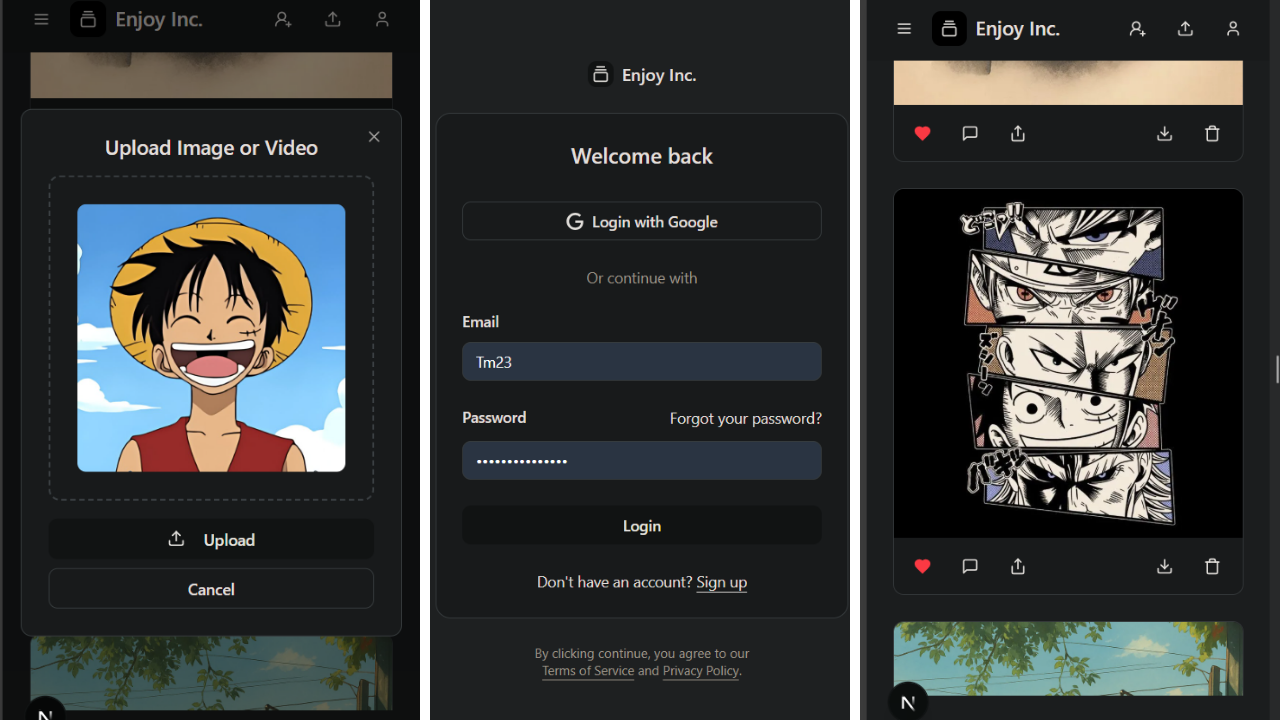 Enjoy Inc.
Upload Image or Video
Upload
Cancel
N
Enjoy Inc.
Welcome back
G Login with Google
Or continue with
Email
Tm23
Password Forgot your password?
•••••••••••••••
Login
Don't have an account? Sign up
By clicking continue, you agree to our
Terms of Service and Privacy Policy.
Enjoy Inc.
N